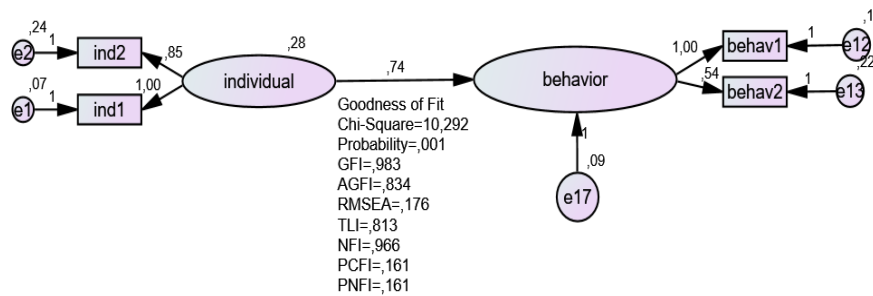 ,24
e2
1
ind2
,85
,28
individual
,07
e1
1
ind1
1,00
,74
behavior
1,00
behav1
1
,1
e12
,54
behav2
1
,22
e13
1
,09
e17
Goodness of Fit
Chi-Square=10,292
Probability=,001
GFI=,983
AGFI=,834
RMSEA=,176
TLI=,813
NFI=,966
PCFI=,161
PNFI=,161